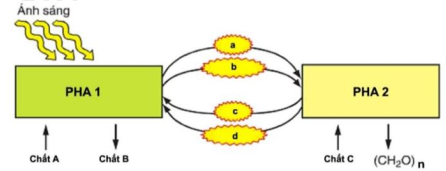 Ánh sáng
a
b
PHA 1
PHA 2
c
d
Chất A
Chất B
Chất C
(CH₂O) n